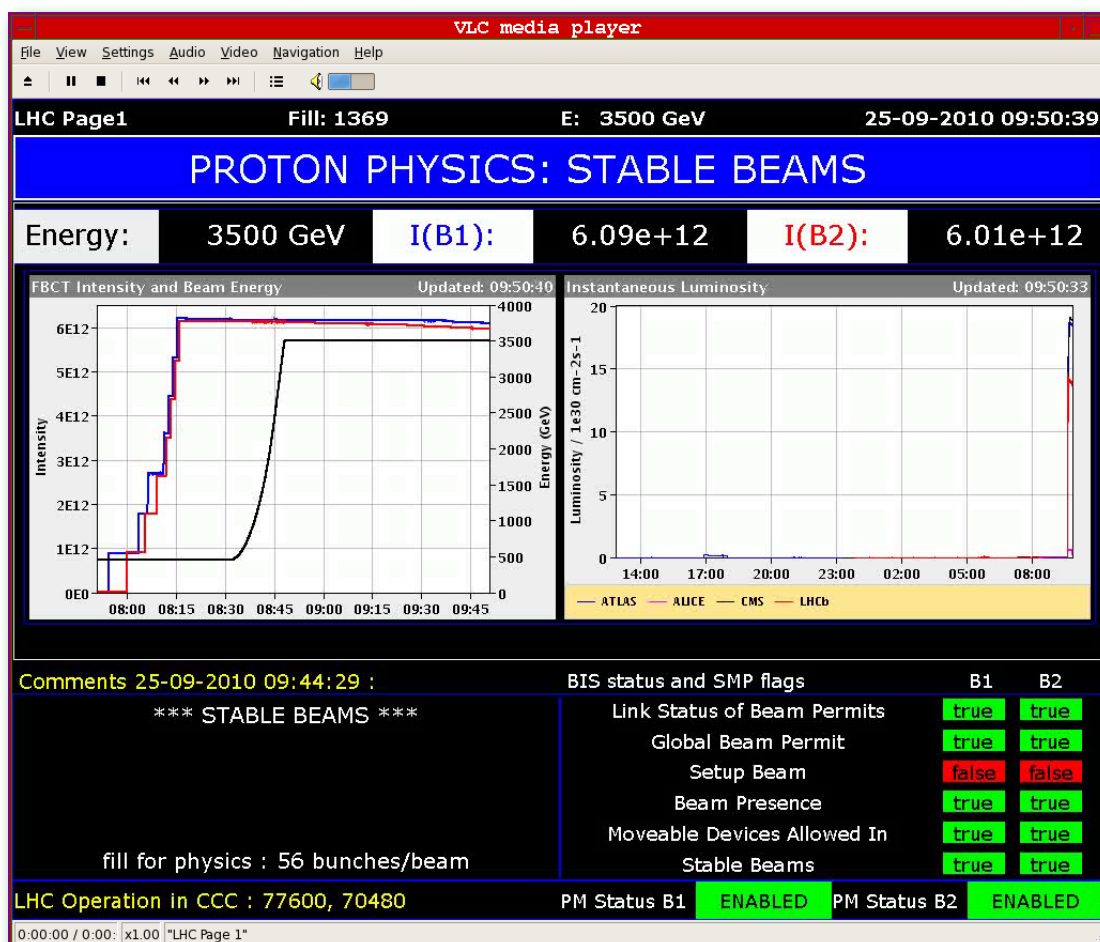 VLC media player
File View Settings Audio Video Navigation Help
LHC Page1 Fill: 1369 E: 3500 GeV 25-09-2010 09:50:39
PROTON PHYSICS: STABLE BEAMS
Energy: 3500 GeV I(B1): 6.09e+12 I(B2): 6.01e+12
FBCT Intensity and Beam Energy Updated: 09:50:40
Intensity
6E12
5E12
4E12
3E12
2E12
1E12
0E0
4000
3500
3000
2500
2000
1500
1000
500
0
Energy (GeV)
08:00 08:15 08:30 08:45 09:00 09:15 09:30 09:45
Instantaneous Luminosity Updated: 09:50:33
Luminosity / 1e30 cm-2s-1
20
15
10
5
0
14:00 17:00 20:00 23:00 02:00 05:00 08:00
ATLAS ALICE CMS LHCb
Comments 25-09-2010 09:44:29 :
*** STABLE BEAMS ***
fill for physics : 56 bunches/beam
BIS status and SMP flags B1 B2
Link Status of Beam Permits true true
Global Beam Permit true true
Setup Beam false false
Beam Presence true true
Moveable Devices Allowed In true true
Stable Beams true true
LHC Operation in CCC : 77600, 70480 PM Status B1 ENABLED PM Status B2 ENABLED
0:00:00 / 0:00: x1.00 "LHC Page 1"